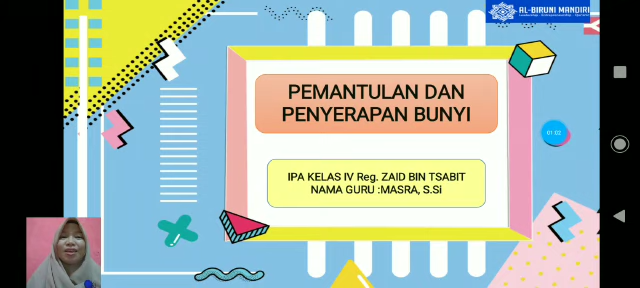 AL-BIRUNI MANDIRI
PEMANTULAN DAN
PENYERAPAN BUNYI
01:02
IPA KELAS IV Reg. ZAID BIN TSABIT
NAMA GURU :MASRA, S.Si